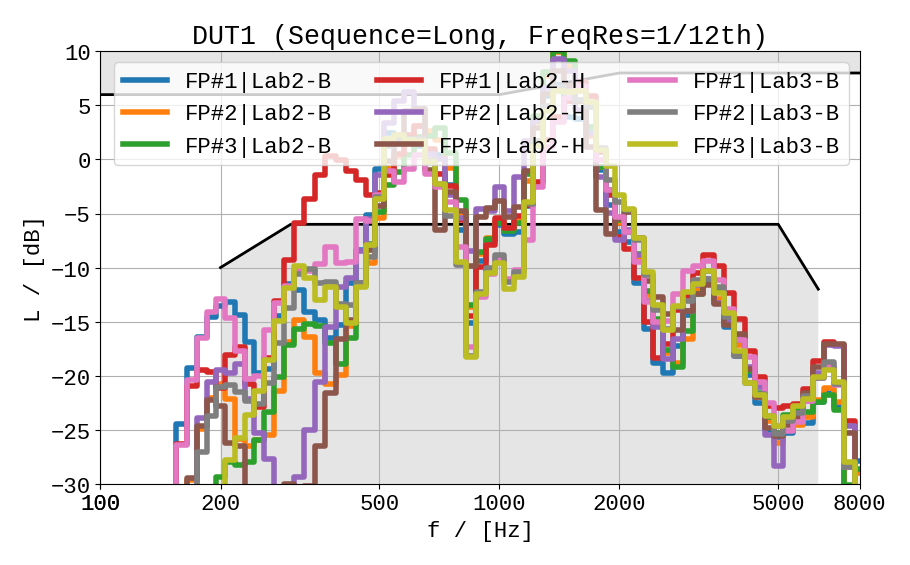 DUT1 (Sequence=Long, FreqRes=1/12th)
FP#1|Lab2-B FP#1|Lab2-H FP#1|Lab3-B
FP#2|Lab2-B FP#2|Lab2-H FP#2|Lab3-B
FP#3|Lab2-B FP#3|Lab2-H FP#3|Lab3-B
10
5
0
−5
−10
−15
−20
−25
−30
L / [dB]
100 200 500 1000 2000 5000 8000
f / [Hz]